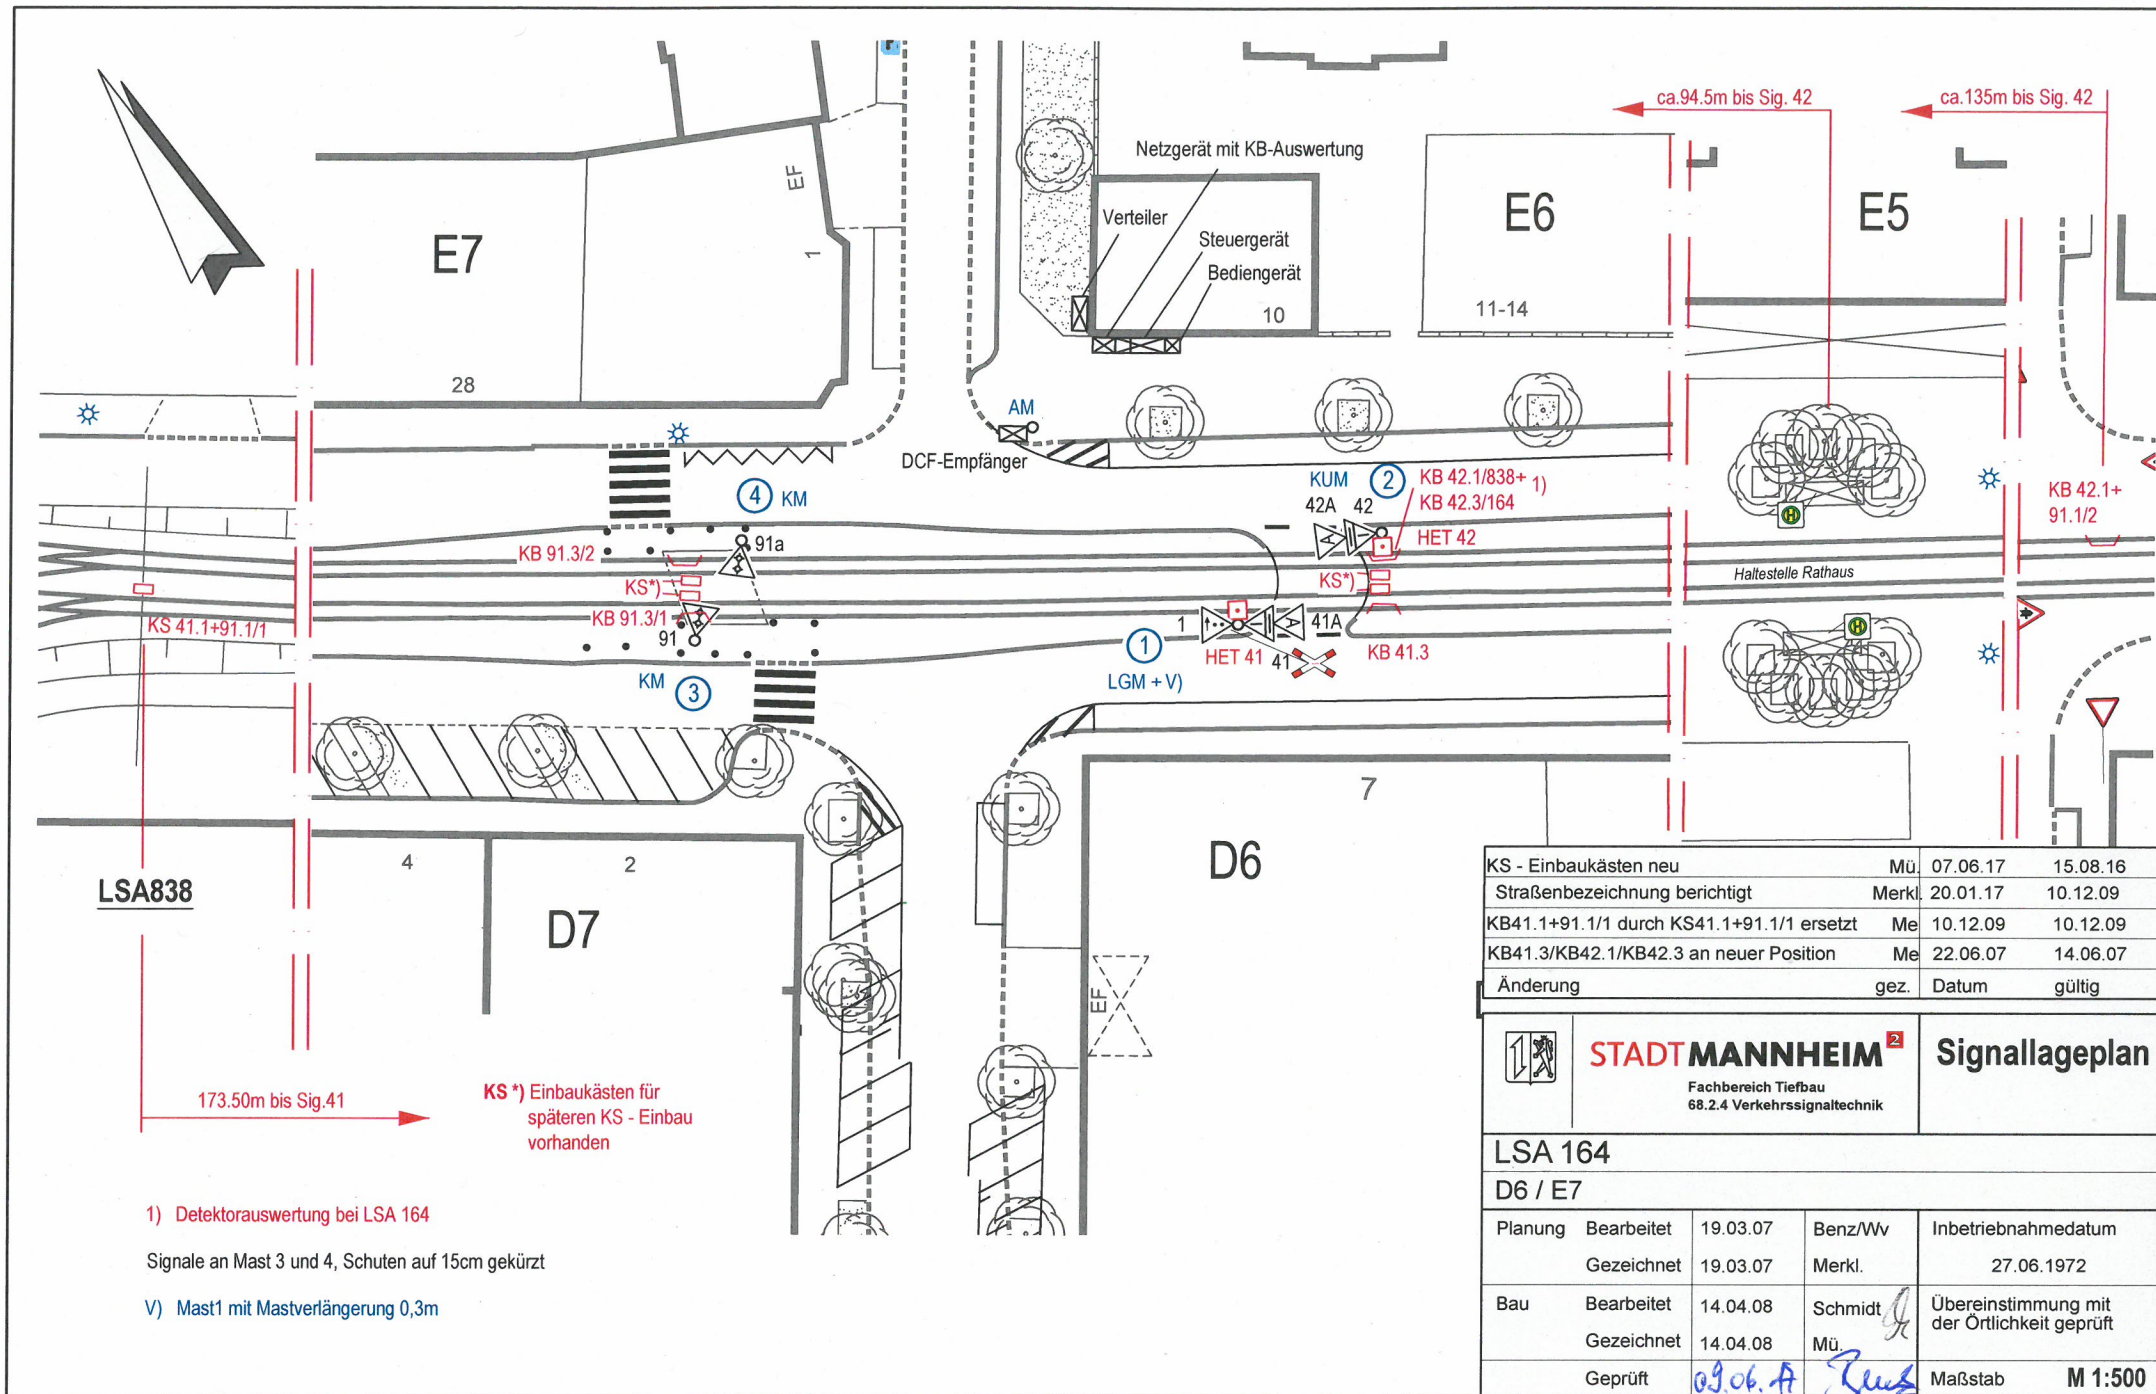 ca.94.5m bis Sig. 42
ca.135m bis Sig. 42
Netzgerät mit KB-Auswertung
EF
Verteiler
E7
E6
E5
1
Steuergerät
Bediengerät
10
11-14
28
AM
DCF-Empfänger
4 KM
KUM 2
KB 42.1/838+ 1)
KB 42.3/164
KB 42.1+
91.1/2
42A 42
A
H
HET 42
91a
KB 91.3/2
KS*)
KS*)
Haltestelle Rathaus
KB 91.3/1
KS 41.1+91.1/1
91
1
A
41A
H
1
HET 41
41
KB 41.3
KM 3
LGM + V)
7
4
2
D6
LSA838
D7
EF
173.50m bis Sig.41
KS *) Einbaukästen für
späteren KS - Einbau
vorhanden
1) Detektorauswertung bei LSA 164
Signale an Mast 3 und 4, Schuten auf 15cm gekürzt
V) Mast1 mit Mastverlängerung 0,3m
KS - Einbaukästen neu Mü. 07.06.17 15.08.16
Straßenbezeichnung berichtigt Merkl. 20.01.17 10.12.09
KB41.1+91.1/1 durch KS41.1+91.1/1 ersetzt Me 10.12.09 10.12.09
KB41.3/KB42.1/KB42.3 an neuer Position Me 22.06.07 14.06.07
Änderung gez. Datum gültig
STADTMANNHEIM 2
Signallageplan
Fachbereich Tiefbau
68.2.4 Verkehrssignaltechnik
LSA 164
D6 / E7
Planung Bearbeitet 19.03.07 Benz/Wv Inbetriebnahmedatum
Gezeichnet 19.03.07 Merkl. 27.06.1972
Bau Bearbeitet 14.04.08 Schmidt Übereinstimmung mit
der Örtlichkeit geprüft
Gezeichnet 14.04.08 Mü.
Geprüft 09.06.17 Maßstab M 1:500